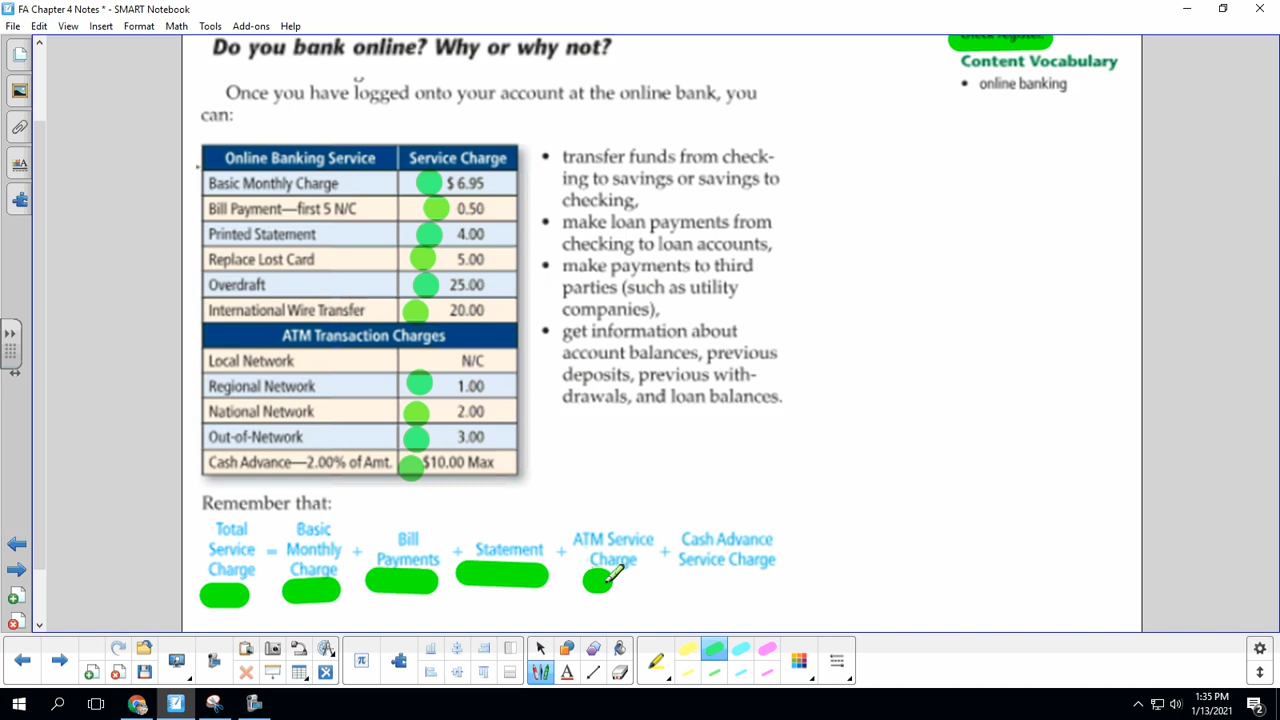 FA Chapter 4 Notes * - SMART Notebook
File Edit View Insert Format Math Tools Add-ons Help
Do you bank online? Why or why not?
Content Vocabulary
• online banking
Once you have logged onto your account at the online bank, you
can:
Online Banking Service Service Charge
Basic Monthly Charge $ 6.95
Bill Payment—first 5 N/C 0.50
Printed Statement 4.00
Replace Lost Card 5.00
Overdraft 25.00
International Wire Transfer 20.00
ATM Transaction Charges
Local Network N/C
Regional Network 1.00
National Network 2.00
Out-of-Network 3.00
Cash Advance—2.00% of Amt. $10.00 Max
• transfer funds from check-
ing to savings or savings to
checking,
• make loan payments from
checking to loan accounts,
• make payments to third
parties (such as utility
companies),
• get information about
account balances, previous
deposits, previous with-
drawals, and loan balances.
Remember that:
Total Service Charge = Basic Monthly Charge + Bill Payments + Statement + ATM Service Charge + Cash Advance Service Charge
1:35 PM
1/13/2021